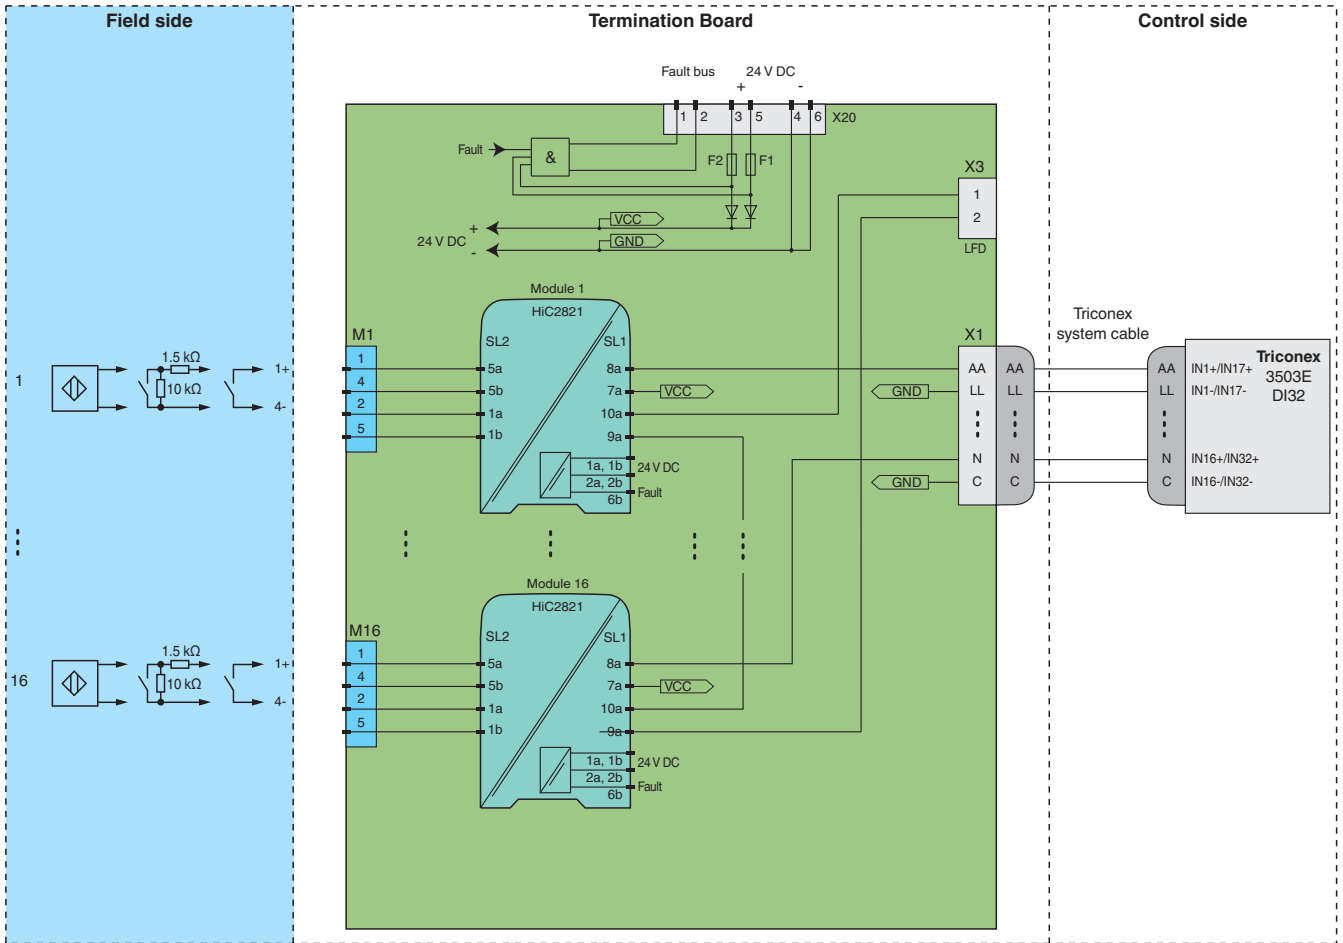 Field side
Termination Board
Control side
Fault bus
24 V DC
+
-
1
2
3
5
4
6
X20
Fault
&
F2
F1
X3
1
2
LFD
VCC
GND
+
24 V DC
-
Module 1
HiC2821
SL2
SL1
M1
1
4
2
5
5a
5b
1a
1b
8a
7a
VCC
10a
9a
1a, 1b
24 V DC
2a, 2b
Fault
6b
1
1.5 kΩ
10 kΩ
1+
4-
X1
AA
AA
GND
LL
LL
N
N
GND
C
C
Triconex
system cable
AA
LL
N
C
IN1+/IN17+
IN1-/IN17-
IN16+/IN32+
IN16-/IN32-
Triconex
3503E
DI32
Module 16
HiC2821
SL2
SL1
M16
1
4
2
5
5a
5b
1a
1b
8a
7a
VCC
10a
9a
1a, 1b
24 V DC
2a, 2b
Fault
6b
16
1.5 kΩ
10 kΩ
1+
4-